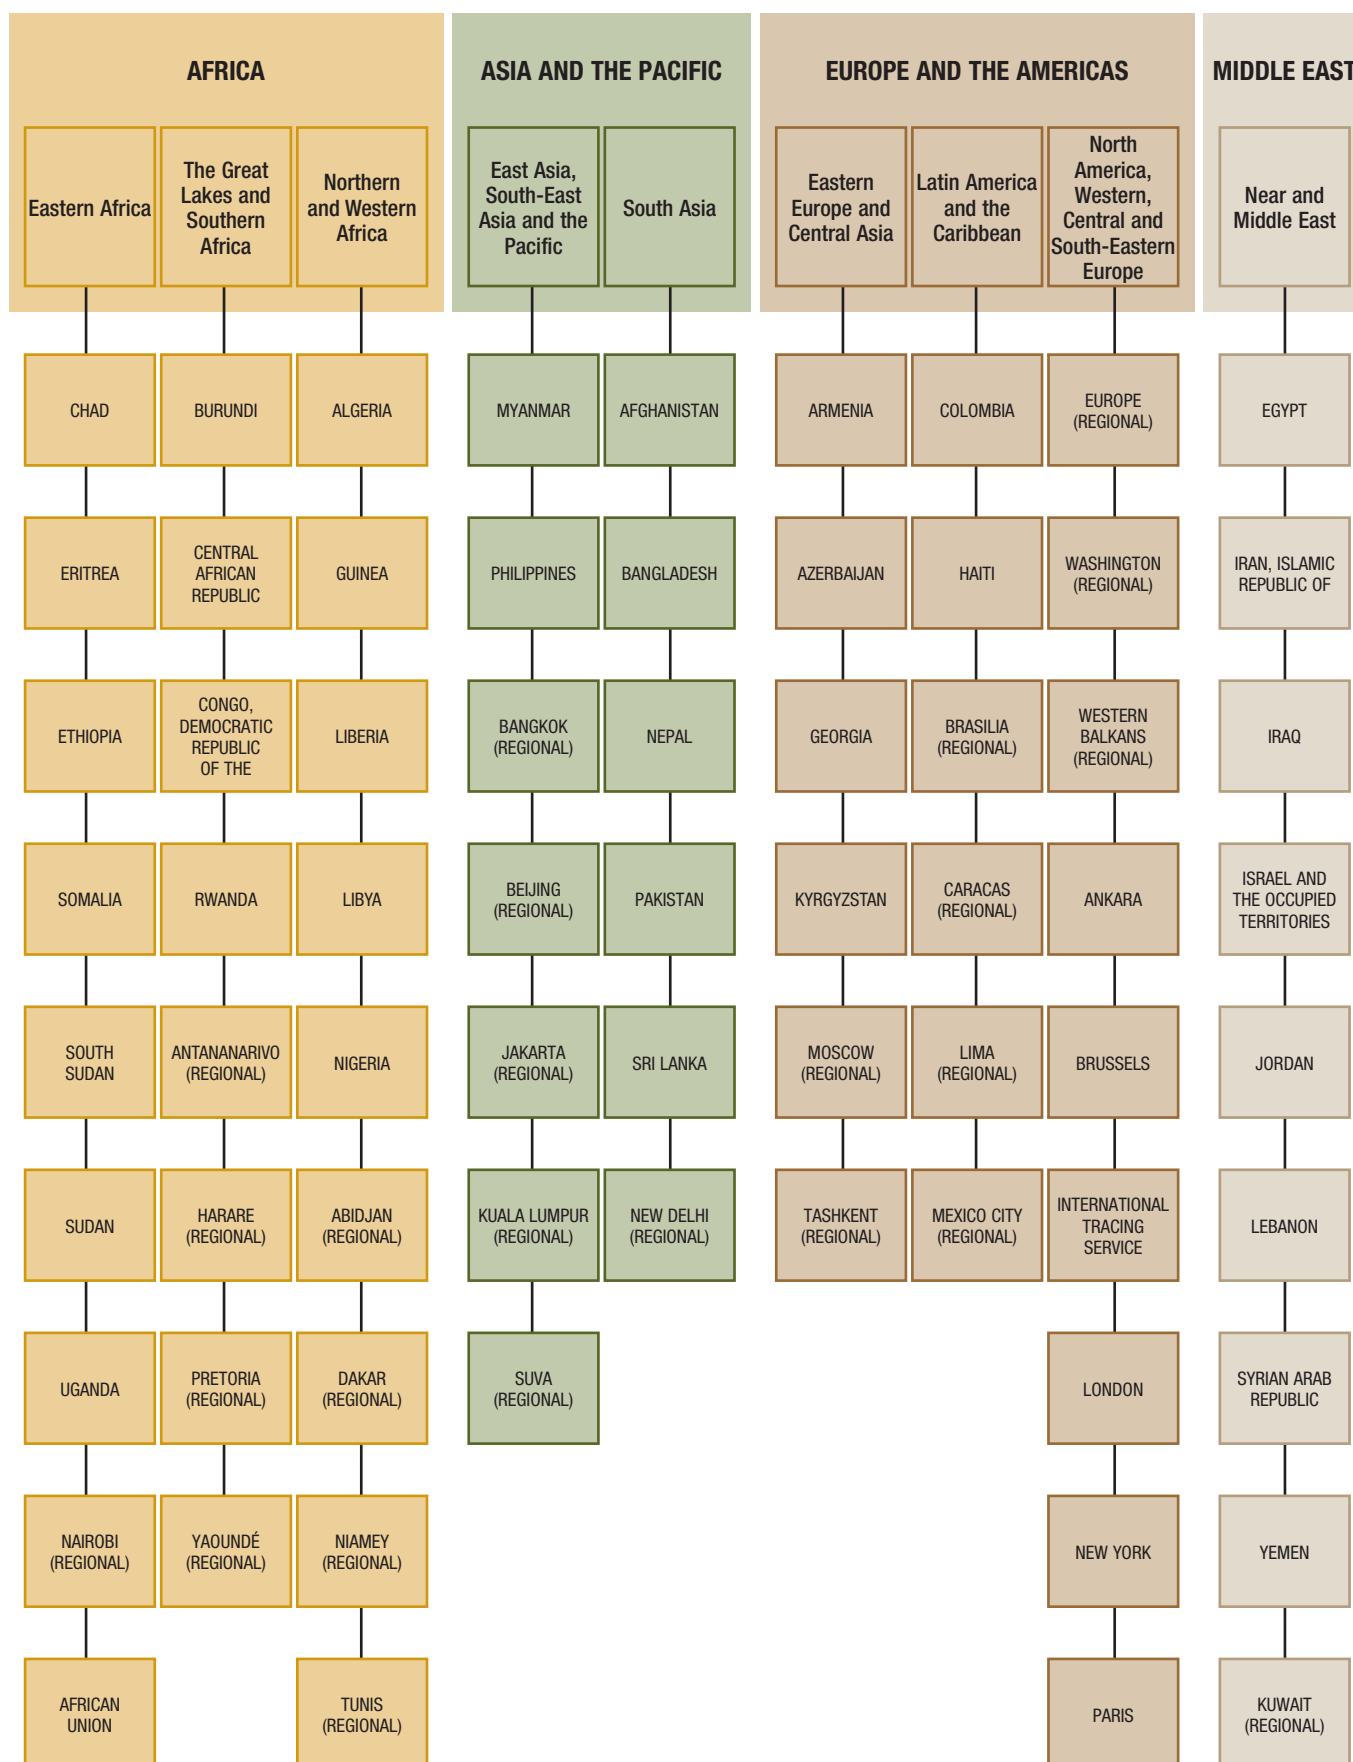 AFRICA
Eastern Africa
The Great
Lakes and
Southern
Africa
Northern
and Western
Africa
CHAD
ERITREA
ETHIOPIA
SOMALIA
SOUTH
SUDAN
SUDAN
UGANDA
NAIROBI
(REGIONAL)
AFRICAN
UNION
BURUNDI
CENTRAL
AFRICAN
REPUBLIC
CONGO,
DEMOCRATIC
REPUBLIC
OF THE
RWANDA
ANTANANARIVO
(REGIONAL)
HARARE
(REGIONAL)
PRETORIA
(REGIONAL)
YAOUNDÉ
(REGIONAL)
ALGERIA
GUINEA
LIBERIA
LIBYA
NIGERIA
ABIDJAN
(REGIONAL)
DAKAR
(REGIONAL)
NIAMEY
(REGIONAL)
TUNIS
(REGIONAL)
ASIA AND THE PACIFIC
East Asia,
South-East
Asia and the
Pacific
South Asia
MYANMAR
PHILIPPINES
BANGKOK
(REGIONAL)
BEIJING
(REGIONAL)
JAKARTA
(REGIONAL)
KUALA LUMPUR
(REGIONAL)
SUVA
(REGIONAL)
AFGHANISTAN
BANGLADESH
NEPAL
PAKISTAN
SRI LANKA
NEW DELHI
(REGIONAL)
EUROPE AND THE AMERICAS
Eastern
Europe and
Central Asia
Latin America
and the
Caribbean
North
America,
Western,
Central and
South-Eastern
Europe
ARMENIA
AZERBAIJAN
GEORGIA
KYRGYZSTAN
MOSCOW
(REGIONAL)
TASHKENT
(REGIONAL)
COLOMBIA
HAITI
BRASILIA
(REGIONAL)
CARACAS
(REGIONAL)
LIMA
(REGIONAL)
MEXICO CITY
(REGIONAL)
EUROPE
(REGIONAL)
WASHINGTON
(REGIONAL)
WESTERN
BALKANS
(REGIONAL)
ANKARA
BRUSSELS
INTERNATIONAL
TRACING
SERVICE
LONDON
NEW YORK
PARIS
MIDDLE EAST
Near and
Middle East
EGYPT
IRAN, ISLAMIC
REPUBLIC OF
IRAQ
ISRAEL AND
THE OCCUPIED
TERRITORIES
JORDAN
LEBANON
SYRIAN ARAB
REPUBLIC
YEMEN
KUWAIT
(REGIONAL)